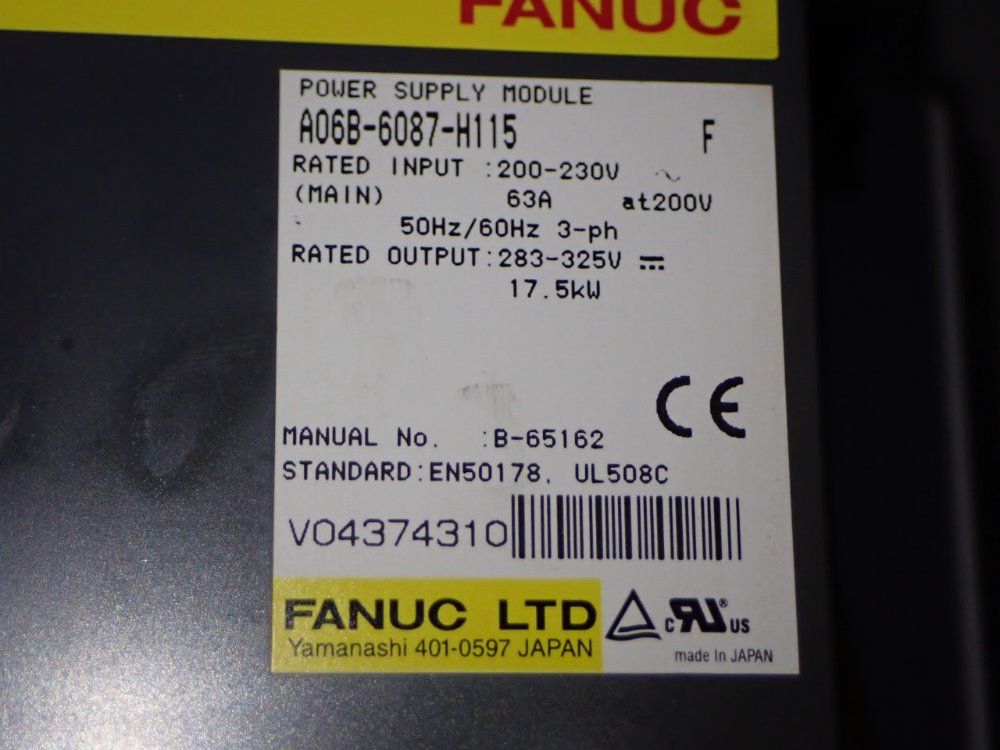 FANUC
POWER SUPPLY MODULE
A06B-6087-H115 F
RATED INPUT :200-230V ~
(MAIN) 63A at200V
50Hz/60Hz 3-ph
RATED OUTPUT:283-325V ⎓
17.5kW
CE
MANUAL No. :B-65162
STANDARD:EN50178, UL508C
V04374310
FANUC LTD
Yamanashi 401-0597 JAPAN
c RU® US
made In JAPAN